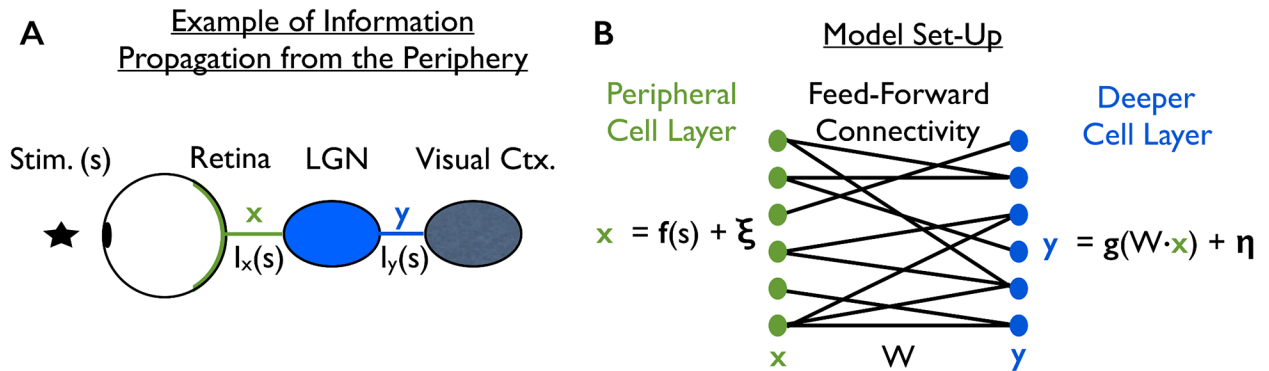 A
Example of Information
Propagation from the Periphery
Stim. (s)
Retina
LGN
Visual Ctx.
x
y
Iₓ(s)
Iᵧ(s)
B
Model Set-Up
Peripheral
Cell Layer
Feed-Forward
Connectivity
Deeper
Cell Layer
x = f(s) + ξ
y = g(W·x) + η
x
W
y